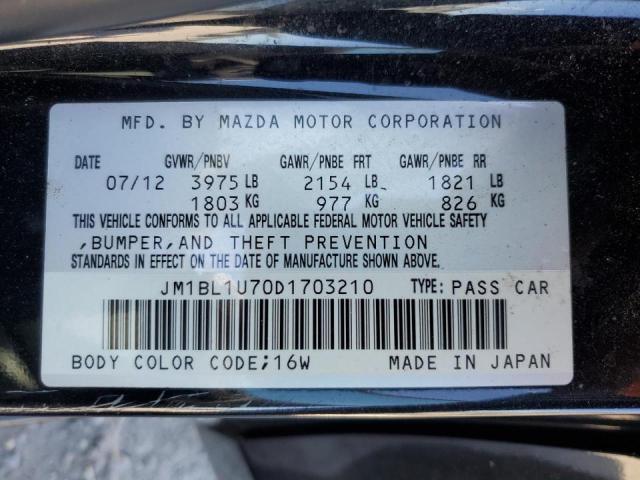 MFD. BY MAZDA MOTOR CORPORATION
DATE GVWR/PNBV GAWR/PNBE FRT GAWR/PNBE RR
07/12 3975 LB 2154 LB 1821 LB
1803 KG 977 KG 826 KG
THIS VEHICLE CONFORMS TO ALL APPLICABLE FEDERAL MOTOR VEHICLE SAFETY
,BUMPER,AND THEFT PREVENTION
STANDARDS IN EFFECT ON THE DATE OF MANUFACTURE SHOWN ABOVE.
JM1BL1U70D1703210 TYPE: PASS CAR
BODY COLOR CODE;16W MADE IN JAPAN